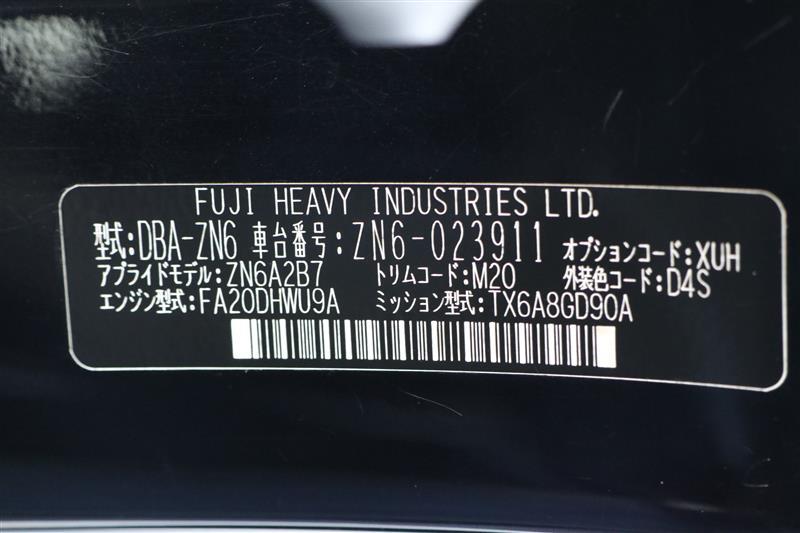 FUJI HEAVY INDUSTRIES LTD.
型式:DBA-ZN6 車台番号:ZN6-023911 オプションコード:XUH
アプライドモデル:ZN6A2B7 トリムコード:M20 外装色コード:D4S
エンジン型式:FA20DHWU9A ミッション型式:TX6A8GD90A